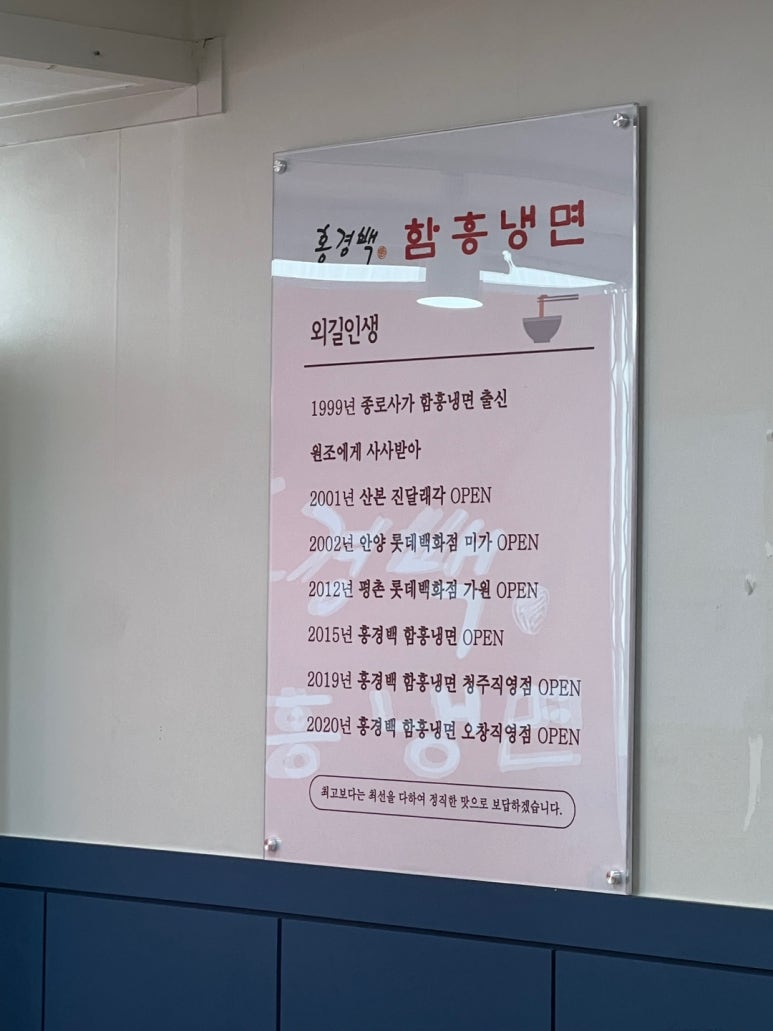 홍경백 함흥냉면
외길인생
1999년 종로사가 함흥냉면 출신
원조에게 사사받아
2001년 산본 진달래각 OPEN
2002년 안양 롯데백화점 미가 OPEN
2012년 평촌 롯데백화점 가원 OPEN
2015년 홍경백 함흥냉면 OPEN
2019년 홍경백 함흥냉면 청주직영점 OPEN
2020년 홍경백 함흥냉면 오창직영점 OPEN
최고보다는 최선을 다하여 정직한 맛으로 보답하겠습니다.